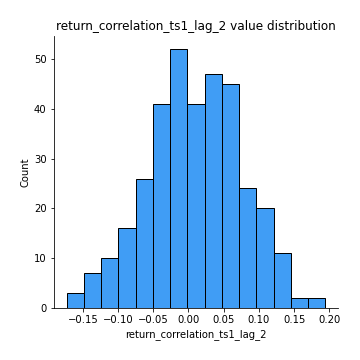 return_correlation_ts1_lag_2 value distribution
50
40
30
20
10
0
Count
−0.15 −0.10 −0.05 0.00 0.05 0.10 0.15 0.20
return_correlation_ts1_lag_2